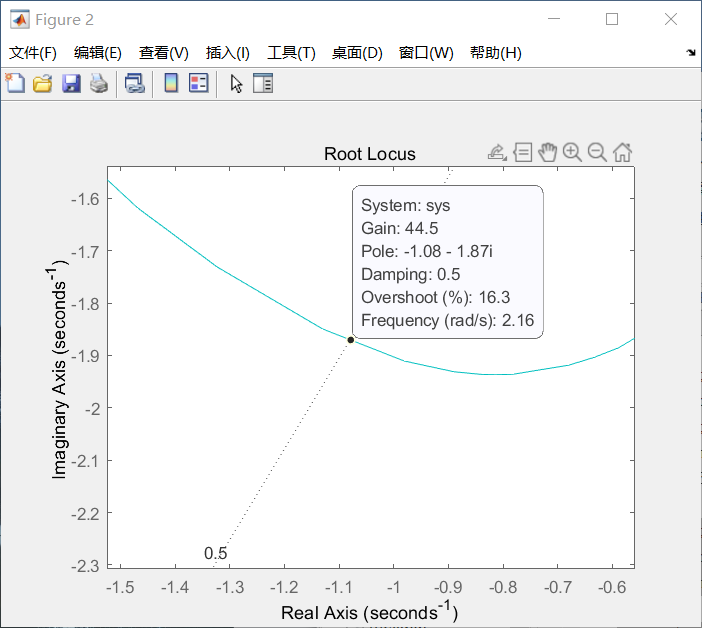 Figure 2
文件(F) 编辑(E) 查看(V) 插入(I) 工具(T) 桌面(D) 窗口(W) 帮助(H)
Root Locus
System: sys
Gain: 44.5
Pole: -1.08 - 1.87i
Damping: 0.5
Overshoot (%): 16.3
Frequency (rad/s): 2.16
Imaginary Axis (seconds⁻¹)
-1.6
-1.7
-1.8
-1.9
-2
-2.1
-2.2
-2.3
0.5
-1.5 -1.4 -1.3 -1.2 -1.1 -1 -0.9 -0.8 -0.7 -0.6
Real Axis (seconds⁻¹)